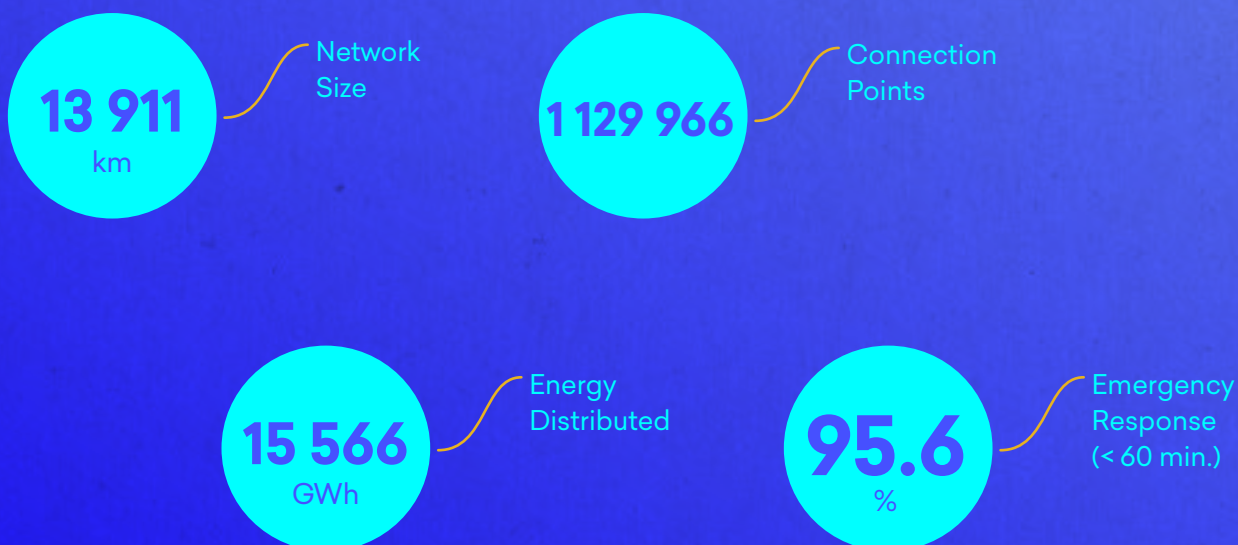 13 911
km
Network
Size
1 129 966
Connection
Points
15 566
GWh
Energy
Distributed
95.6
%
Emergency
Response
(< 60 min.)